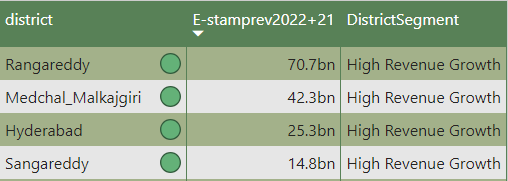 district E-stamprev2022+21 DistrictSegment
Rangareddy 70.7bn High Revenue Growth
Medchal_Malkajgiri 42.3bn High Revenue Growth
Hyderabad 25.3bn High Revenue Growth
Sangareddy 14.8bn High Revenue Growth